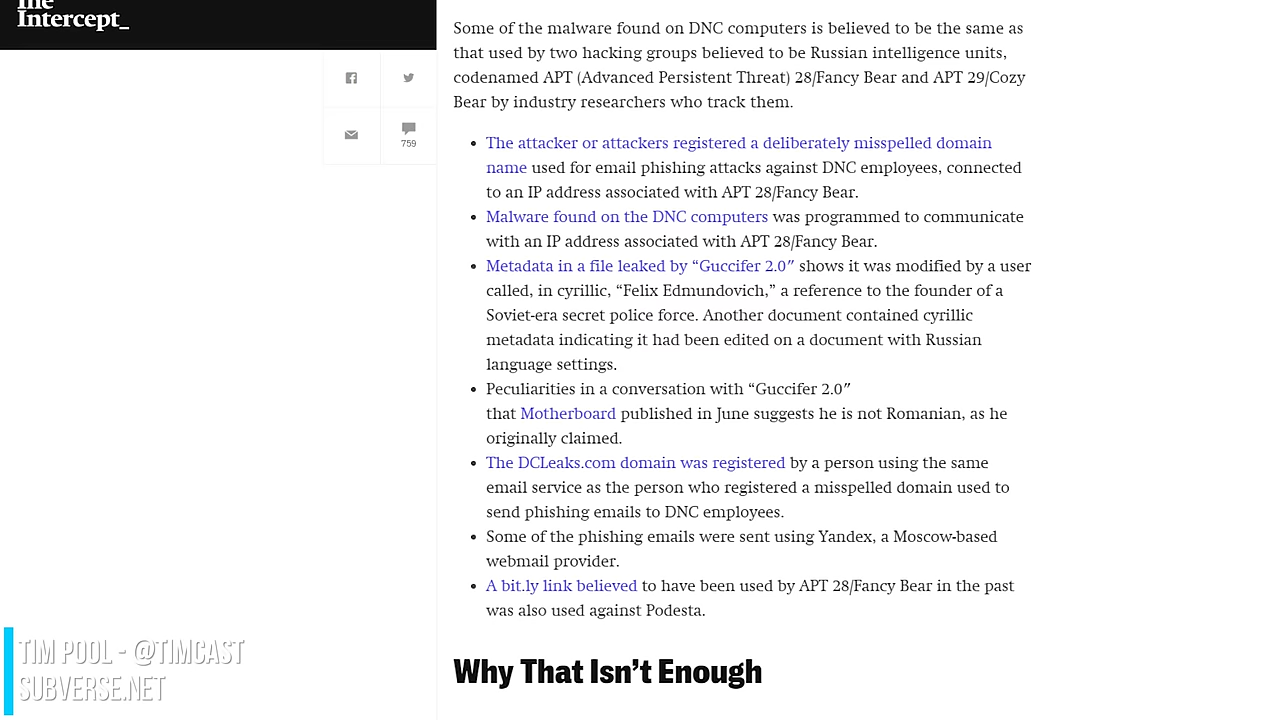 The
Intercept_
759
Some of the malware found on DNC computers is believed to be the same as
that used by two hacking groups believed to be Russian intelligence units,
codenamed APT (Advanced Persistent Threat) 28/Fancy Bear and APT 29/Cozy
Bear by industry researchers who track them.
• The attacker or attackers registered a deliberately misspelled domain
name used for email phishing attacks against DNC employees, connected
to an IP address associated with APT 28/Fancy Bear.
• Malware found on the DNC computers was programmed to communicate
with an IP address associated with APT 28/Fancy Bear.
• Metadata in a file leaked by “Guccifer 2.0″ shows it was modified by a user
called, in cyrillic, “Felix Edmundovich,” a reference to the founder of a
Soviet-era secret police force. Another document contained cyrillic
metadata indicating it had been edited on a document with Russian
language settings.
• Peculiarities in a conversation with “Guccifer 2.0″
that Motherboard published in June suggests he is not Romanian, as he
originally claimed.
• The DCLeaks.com domain was registered by a person using the same
email service as the person who registered a misspelled domain used to
send phishing emails to DNC employees.
• Some of the phishing emails were sent using Yandex, a Moscow-based
webmail provider.
• A bit.ly link believed to have been used by APT 28/Fancy Bear in the past
was also used against Podesta.
Why That Isn’t Enough
TIM POOL - @TIMCAST
SUBVERSE.NET